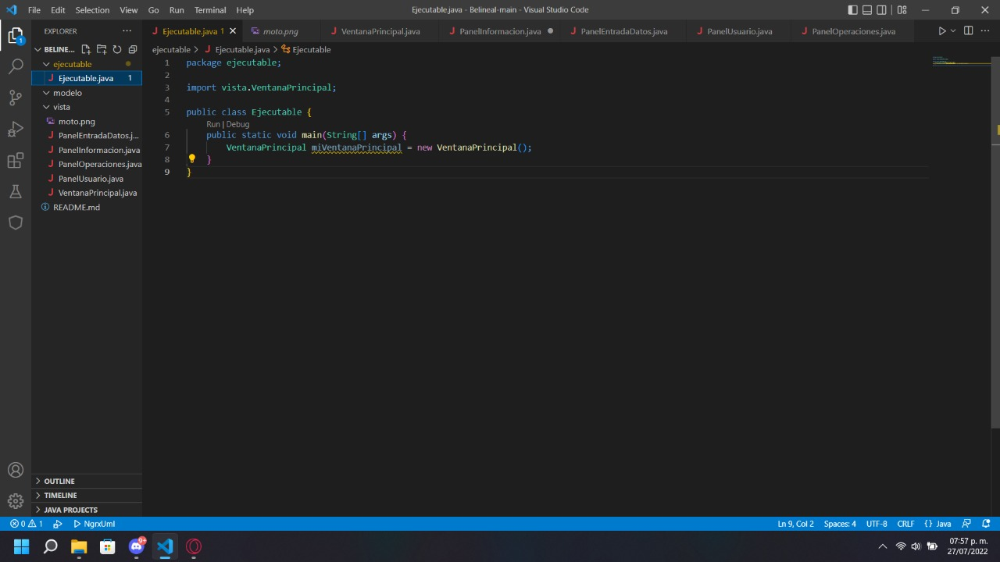 File Edit Selection View Go Run Terminal Help
Ejecutable.java - Belineal-main - Visual Studio Code
1
EXPLORER ···
BELINE...
ejecutable
Ejecutable.java 1
modelo
vista
moto.png
PanelEntradaDatos.j...
PanelInformacion.java
PanelOperaciones.java
PanelUsuario.java
VentanaPrincipal.java
README.md
OUTLINE
TIMELINE
JAVA PROJECTS
Ejecutable.java 1 moto.png VentanaPrincipal.java PanelInformacion.java PanelEntradaDatos.java PanelUsuario.java PanelOperaciones.java
ejecutable > Ejecutable.java > Ejecutable
1 package ejecutable;
2
3 import vista.VentanaPrincipal;
4
5 public class Ejecutable {
Run | Debug
6 public static void main(String[] args) {
7 VentanaPrincipal miVentanaPrincipal = new VentanaPrincipal();
8 }
9 }
0 1 NgrxUml
Ln 9, Col 2 Spaces: 4 UTF-8 CRLF {} Java
9+
07:57 p. m.
27/07/2022